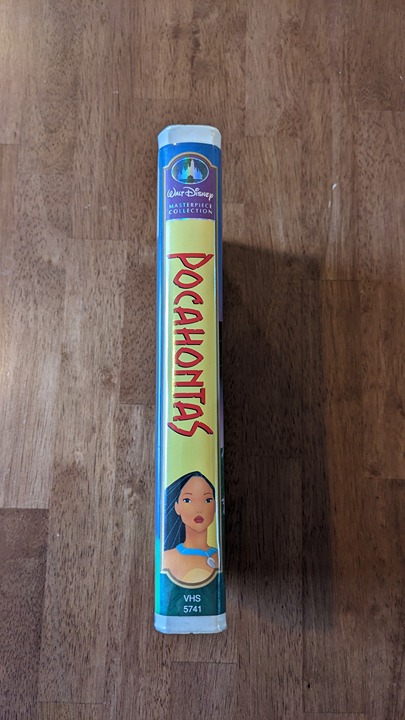 Walt Disney
MASTERPIECE
COLLECTION
POCAHONTAS
VHS
5741